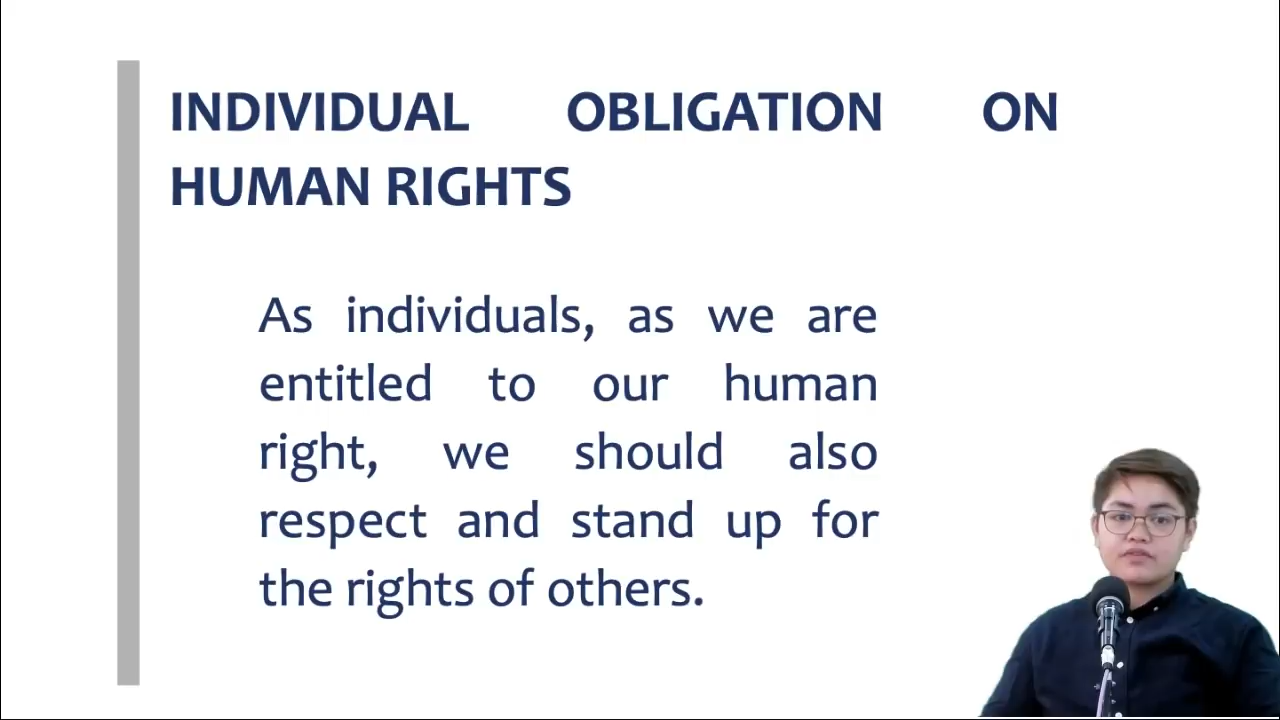 INDIVIDUAL OBLIGATION ON
HUMAN RIGHTS
As individuals, as we are
entitled to our human
right, we should also
respect and stand up for
the rights of others.